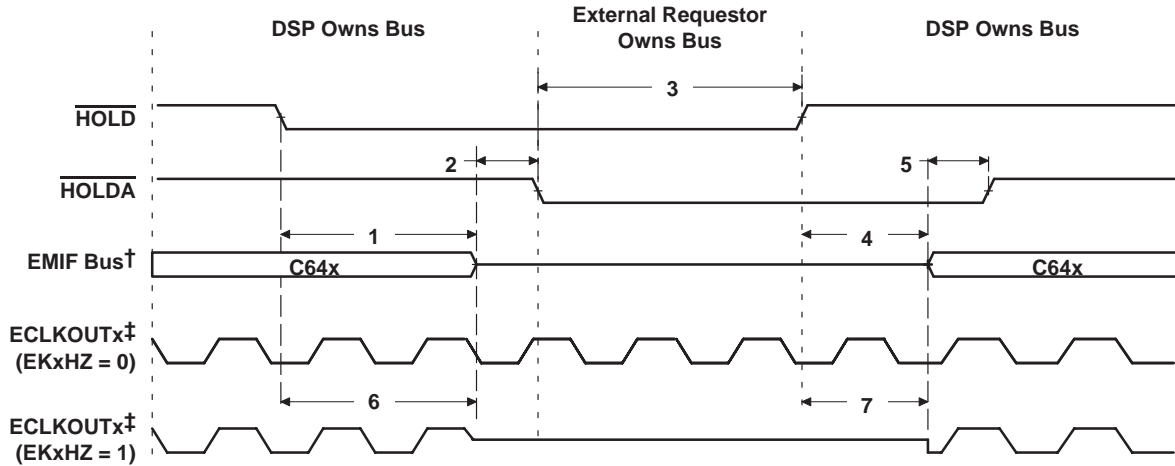 DSP Owns Bus
External Requestor
Owns Bus
DSP Owns Bus
3
HOLD
2
5
HOLDA
1
4
EMIF Bus†
C64x
C64x
ECLKOUTx‡
(EKxHZ = 0)
6
7
ECLKOUTx‡
(EKxHZ = 1)